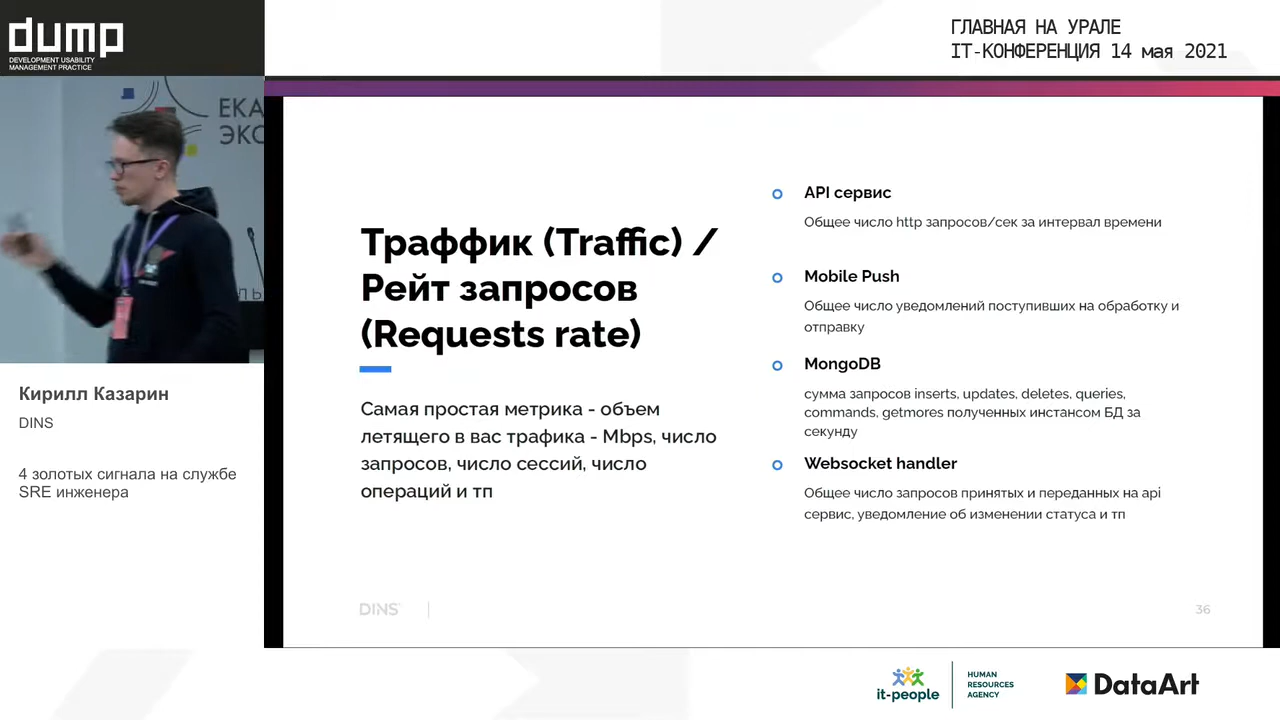 dump
DEVELOPMENT USABILITY
MANAGEMENT PRACTICE
ГЛАВНАЯ НА УРАЛЕ
IT-КОНФЕРЕНЦИЯ 14 мая 2021
ЕКА
ЭКС
Кирилл Казарин
DINS
4 золотых сигнала на службе
SRE инженера
Траффик (Traffic) /
Рейт запросов
(Requests rate)
Самая простая метрика - объем
летящего в вас трафика - Mbps, число
запросов, число сессий, число
операций и тп
API сервис
Общее число http запросов/сек за интервал времени
Mobile Push
Общее число уведомлений поступивших на обработку и
отправку
MongoDB
сумма запросов inserts, updates, deletes, queries,
commands, getmores полученных инстансом БД за
секунду
Websocket handler
Общее число запросов принятых и переданных на api
сервис, уведомление об изменении статуса и тп
DINS
36
it-people
HUMAN
RESOURCES
AGENCY
DataArt